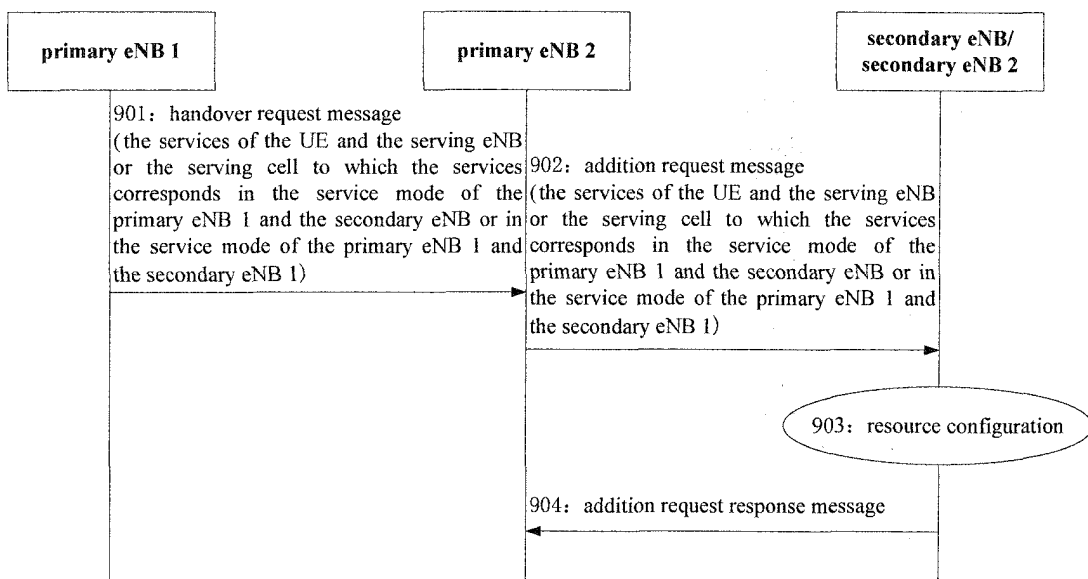 primary eNB 1
primary eNB 2
secondary eNB/
secondary eNB 2
901: handover request message
(the services of the UE and the serving eNB
or the serving cell to which the services
corresponds in the service mode of the
primary eNB 1 and the secondary eNB or in
the service mode of the primary eNB 1 and
the secondary eNB 1)
902: addition request message
(the services of the UE and the serving eNB
or the serving cell to which the services
corresponds in the service mode of the
primary eNB 1 and the secondary eNB or in
the service mode of the primary eNB 1 and
the secondary eNB 1)
903: resource configuration
904: addition request response message